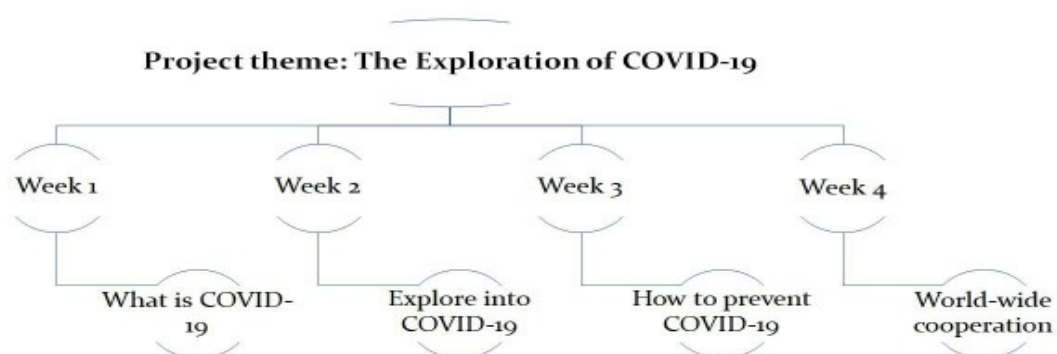 Project theme: The Exploration of COVID-19
Week 1
Week 2
Week 3
Week 4
What is COVID-
19
Explore into
COVID-19
How to prevent
COVID-19
World-wide
cooperation